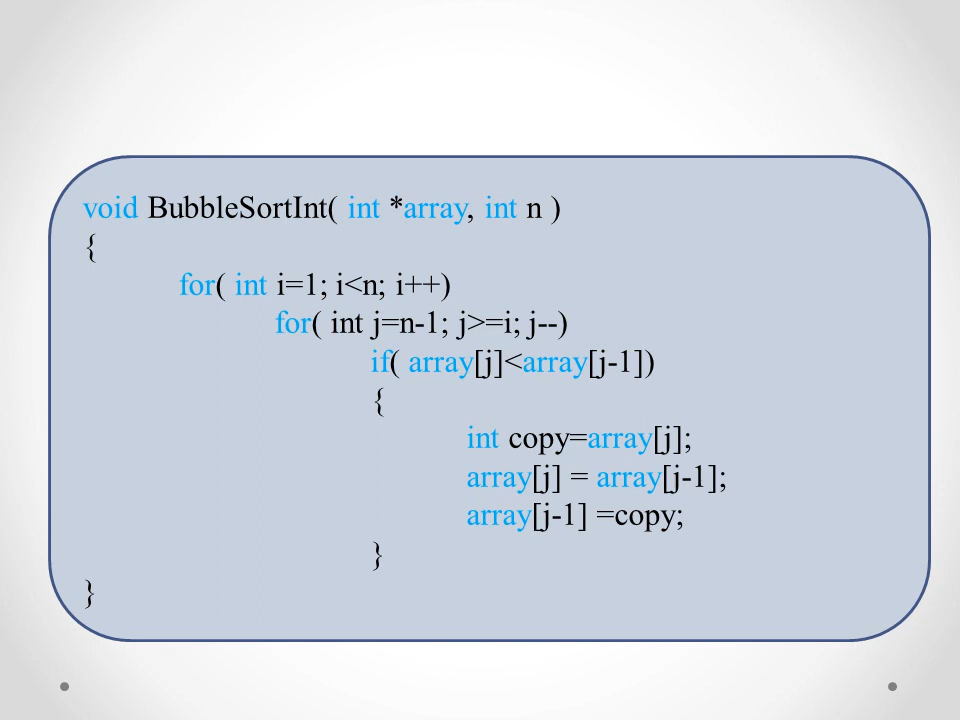 void BubbleSortInt( int *array, int n )
{
for( int i=1; i<n; i++)
for( int j=n-1; j>=i; j--)
if( array[j]<array[j-1])
{
int copy=array[j];
array[j] = array[j-1];
array[j-1] =copy;
}
}